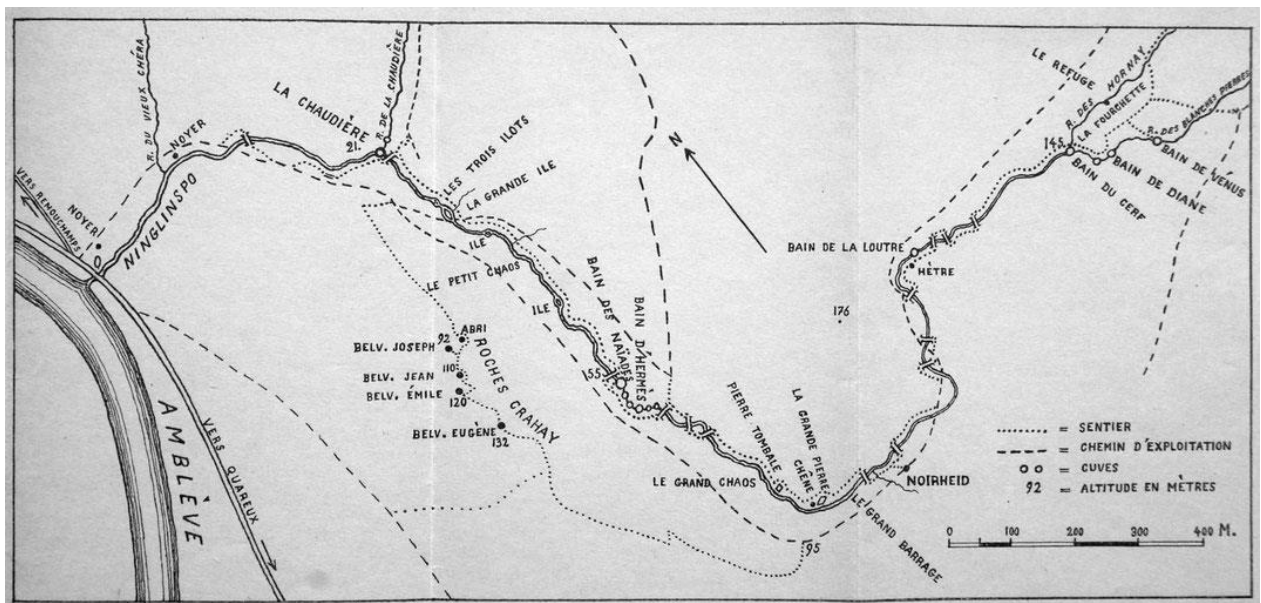 R. DU VIEUX CHÉRA
NOYER
LA CHAUDIÈRE
21.
R. DE LA CHAUDIÈRE
VERS REMOUCHAMPS
NOYER
NINGLINSPO
LES TROIS ILOTS
LA GRANDE ILE
ILE
LE PETIT CHAOS
ILE
N
BAIN DES NAÏADES
BAIN D'HERMÈS
55
ABRI
92
BELV. JOSEPH
110
BELV. JEAN
BELV. ÉMILE
120
BELV. EUGÈNE
132
ROCHES CRAHAY
AMBLÈVE
VERS QUAREUX
LE GRAND CHAOS
PIERRE TOMBALE
LA GRANDE PIERRE
CHÊNE
95
LE GRAND BARRAGE
NOIRHEID
176
BAIN DE LA LOUTRE
HÊTRE
LE REFUGE
R. DES HORNAY
LA FOURCHETTE
R. DES BLANCHES PIERRES
145
BAIN DU CERF
BAIN DE DIANE
BAIN DE VÉNUS
= SENTIER
= CHEMIN D'EXPLOITATION
= CUVES
92 = ALTITUDE EN MÈTRES
0 100 200 300 400 M.